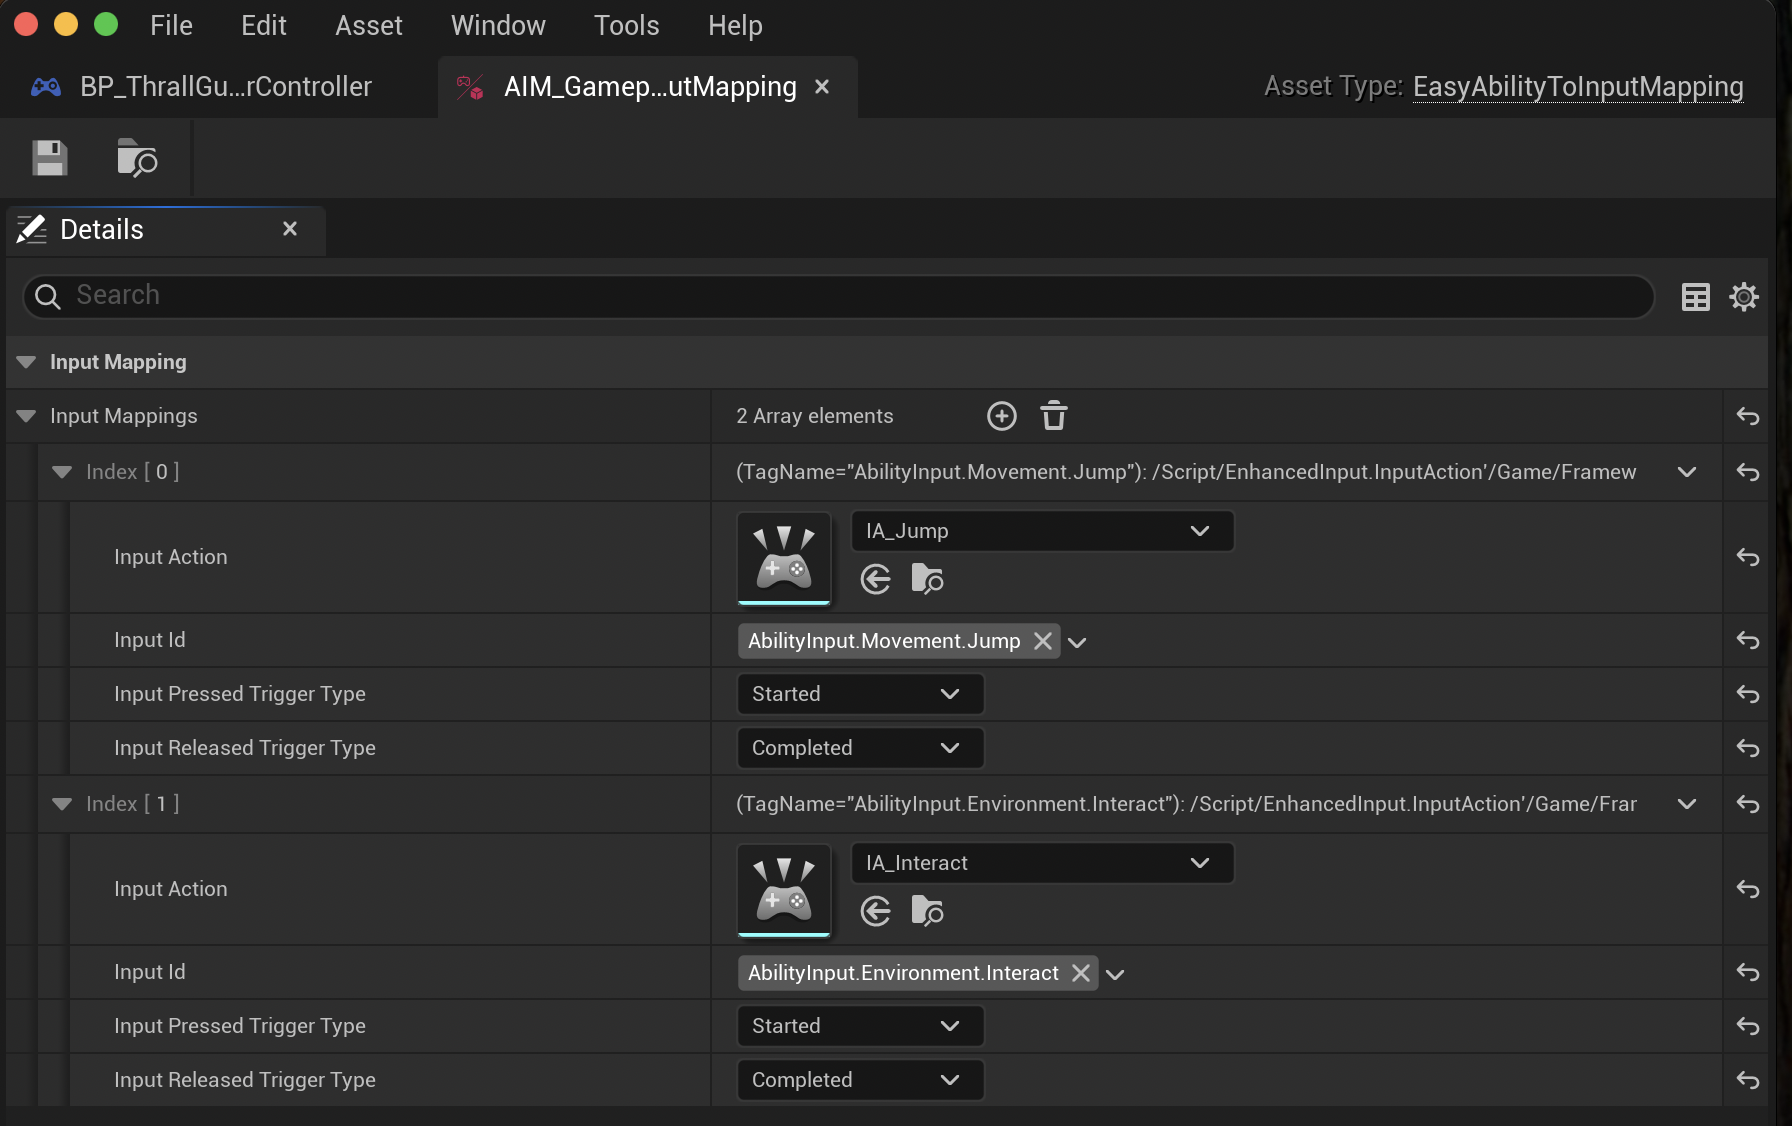 File Edit Asset Window Tools Help
BP_ThrallGu...rController AIM_Gamep...utMapping Asset Type: EasyAbilityToInputMapping
Details
Search
Input Mapping
Input Mappings 2 Array elements
Index [ 0 ] (TagName="AbilityInput.Movement.Jump"): /Script/EnhancedInput.InputAction'/Game/Framew
IA_Jump
Input Action
Input Id AbilityInput.Movement.Jump
Input Pressed Trigger Type Started
Input Released Trigger Type Completed
Index [ 1 ] (TagName="AbilityInput.Environment.Interact"): /Script/EnhancedInput.InputAction'/Game/Frar
IA_Interact
Input Action
Input Id AbilityInput.Environment.Interact
Input Pressed Trigger Type Started
Input Released Trigger Type Completed